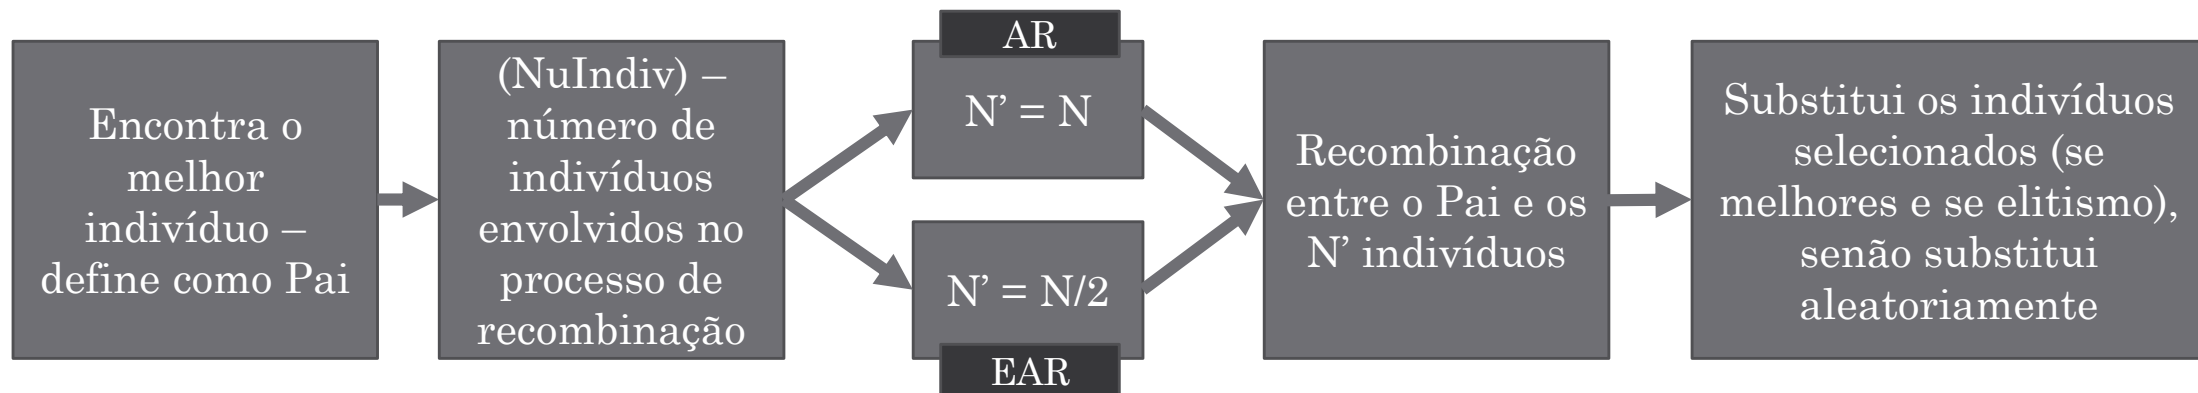 Encontra o
melhor
indivíduo –
define como Pai
(NuIndiv) –
número de
indivíduos
envolvidos no
processo de
recombinação
AR
N’ = N
N’ = N/2
EAR
Recombinação
entre o Pai e os
N’ indivíduos
Substitui os indivíduos
selecionados (se
melhores e se elitismo),
senão substitui
aleatoriamente